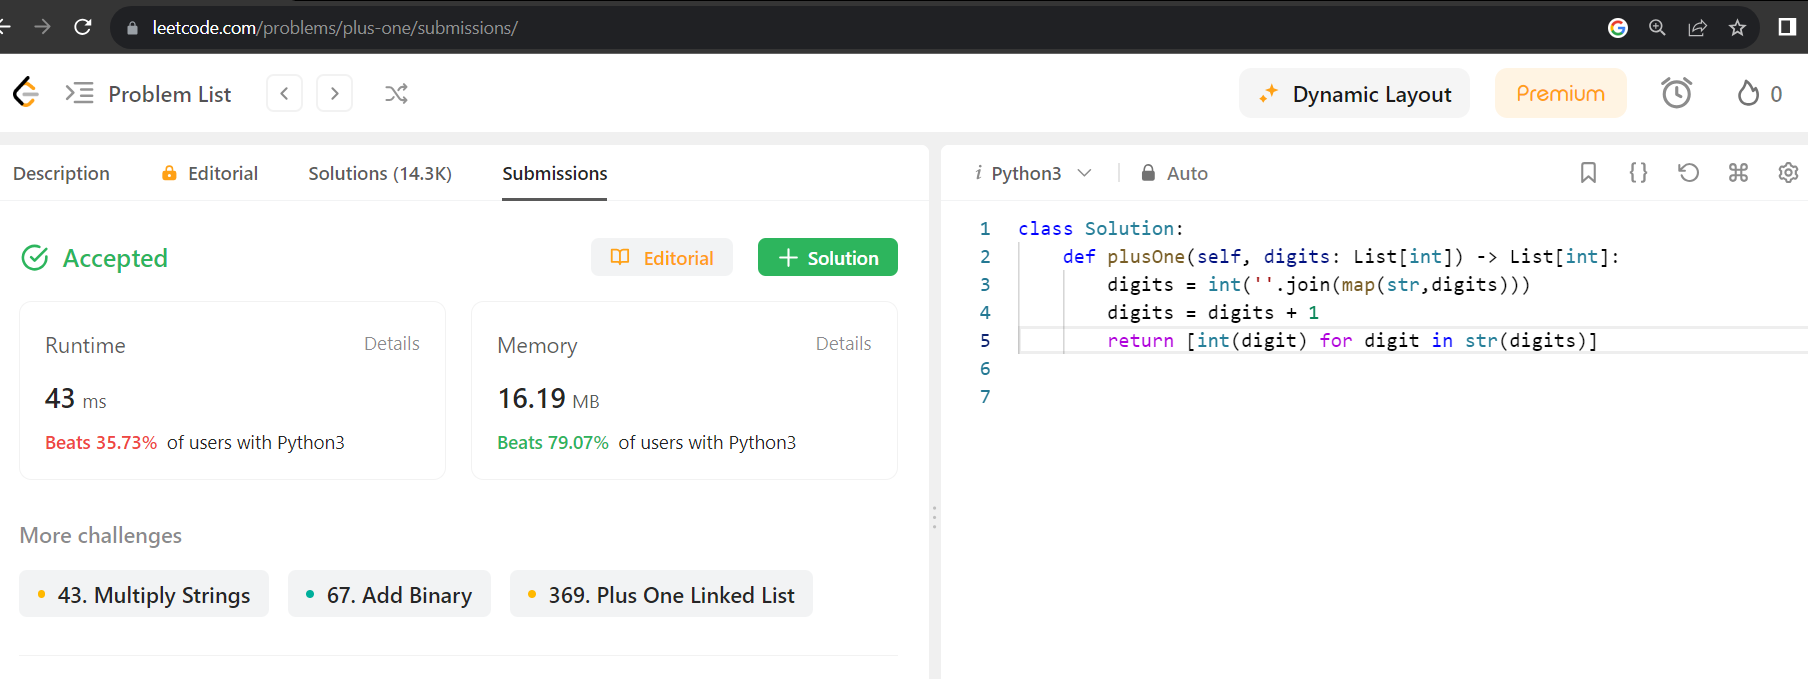 leetcode.com/problems/plus-one/submissions/
Problem List
Dynamic Layout
Premium
0
Description Editorial Solutions (14.3K) Submissions
Accepted
Editorial
+ Solution
Runtime Details
43 ms
Beats 35.73% of users with Python3
Memory Details
16.19 MB
Beats 79.07% of users with Python3
More challenges
43. Multiply Strings
67. Add Binary
369. Plus One Linked List
i Python3 Auto
1 class Solution:
2     def plusOne(self, digits: List[int]) -> List[int]:
3         digits = int(''.join(map(str,digits)))
4         digits = digits + 1
5         return [int(digit) for digit in str(digits)]
6
7